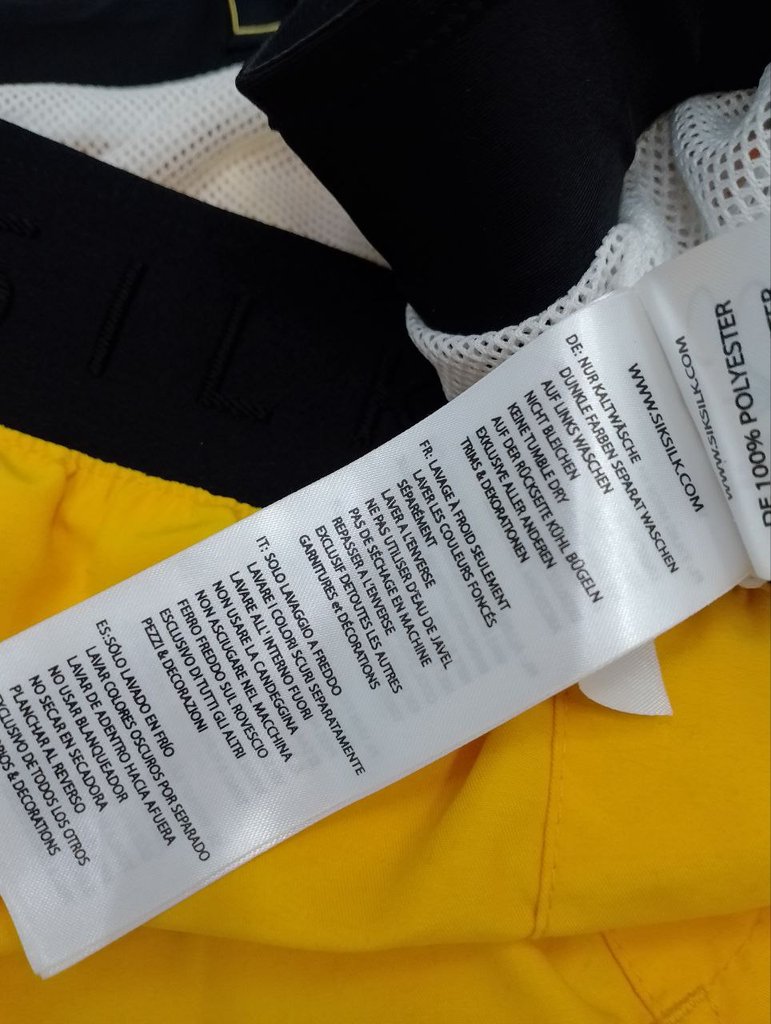 WWW.SIKSILK.COM
DE: NUR KALTWÄSCHE
DUNKLE FARBEN SEPARAT WASCHEN
AUF LINKS WASCHEN
NICHT BLEICHEN
KEINE TUMBLE DRY
AUF DER RÜCKSEITE KÜHL BÜGELN
EXKLUSIVE ALLER ANDEREN
TRIMS & DEKORATIONEN
FR: LAVAGE À FROID SEULEMENT
LAVER LES COULEURS FONCÉS
SÉPARÉMENT
LAVER À L'ENVERSE
NE PAS UTILISER D'EAU DE JAVEL
PAS DE SÉCHAGE EN MACHINE
REPASSER À L'ENVERSE
EXCLUSIF DETOUTES LES AUTRES
GARNITURES et DÉCORATIONS
IT: SOLO LAVAGGIO A FREDDO
LAVARE I COLORI SCURI SEPARATAMENTE
LAVARE ALL'INTERNO FUORI
NON USARE LA CANDEGGINA
NON ASCIUGARE NEI MACCHINA
FERRO FREDDO SUL ROVESCIO
ESCLUSIVO DI TUTTI GLI ALTRI
PEZZI & DECORAZIONI
ES: SÓLO LAVADO EN FRÍO
LAVAR COLORES OSCUROS POR SEPARADO
LAVAR DE ADENTRO HACIA AFUERA
NO USAR BLANQUEADOR
NO SECAR EN SECADORA
PLANCHAR AL REVERSO
EXCLUSIVO DE TODOS LOS OTROS
& DECORATIONS
WWW.SIKSILK.COM
DE 100% POLYESTER
SILK